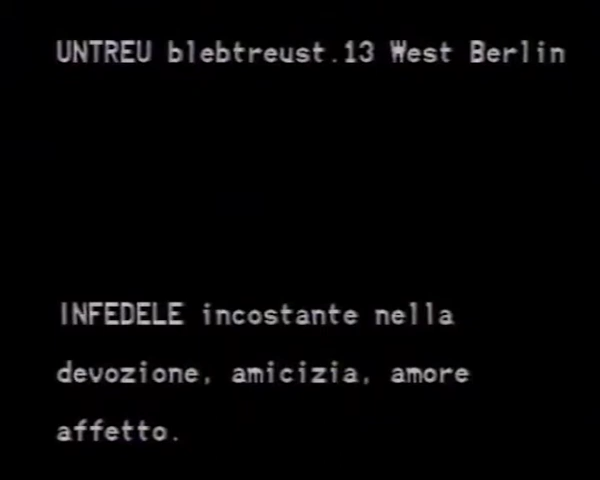 UNTREU blebtreust.13 West Berlin
INFEDELE incostante nella
devozione, amicizia, amore
affetto.